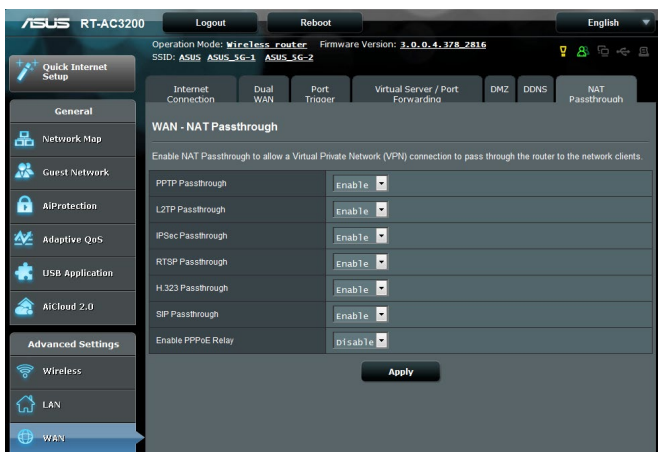 ASUS RT-AC3200
Logout
Reboot
English
Operation Mode: Wireless router Firmware Version: 3.0.0.4.378_2816
SSID: ASUS ASUS_5G-1 ASUS_5G-2
Quick Internet
Setup
General
Network Map
Guest Network
AiProtection
Adaptive QoS
USB Application
AiCloud 2.0
Advanced Settings
Wireless
LAN
WAN
Internet
Connection
Dual
WAN
Port
Trigger
Virtual Server / Port
Forwarding
DMZ
DDNS
NAT
Passthrough
WAN - NAT Passthrough
Enable NAT Passthrough to allow a Virtual Private Network (VPN) connection to pass through the router to the network clients.
PPTP Passthrough Enable
L2TP Passthrough Enable
IPSec Passthrough Enable
RTSP Passthrough Enable
H.323 Passthrough Enable
SIP Passthrough Enable
Enable PPPoE Relay Disable
Apply